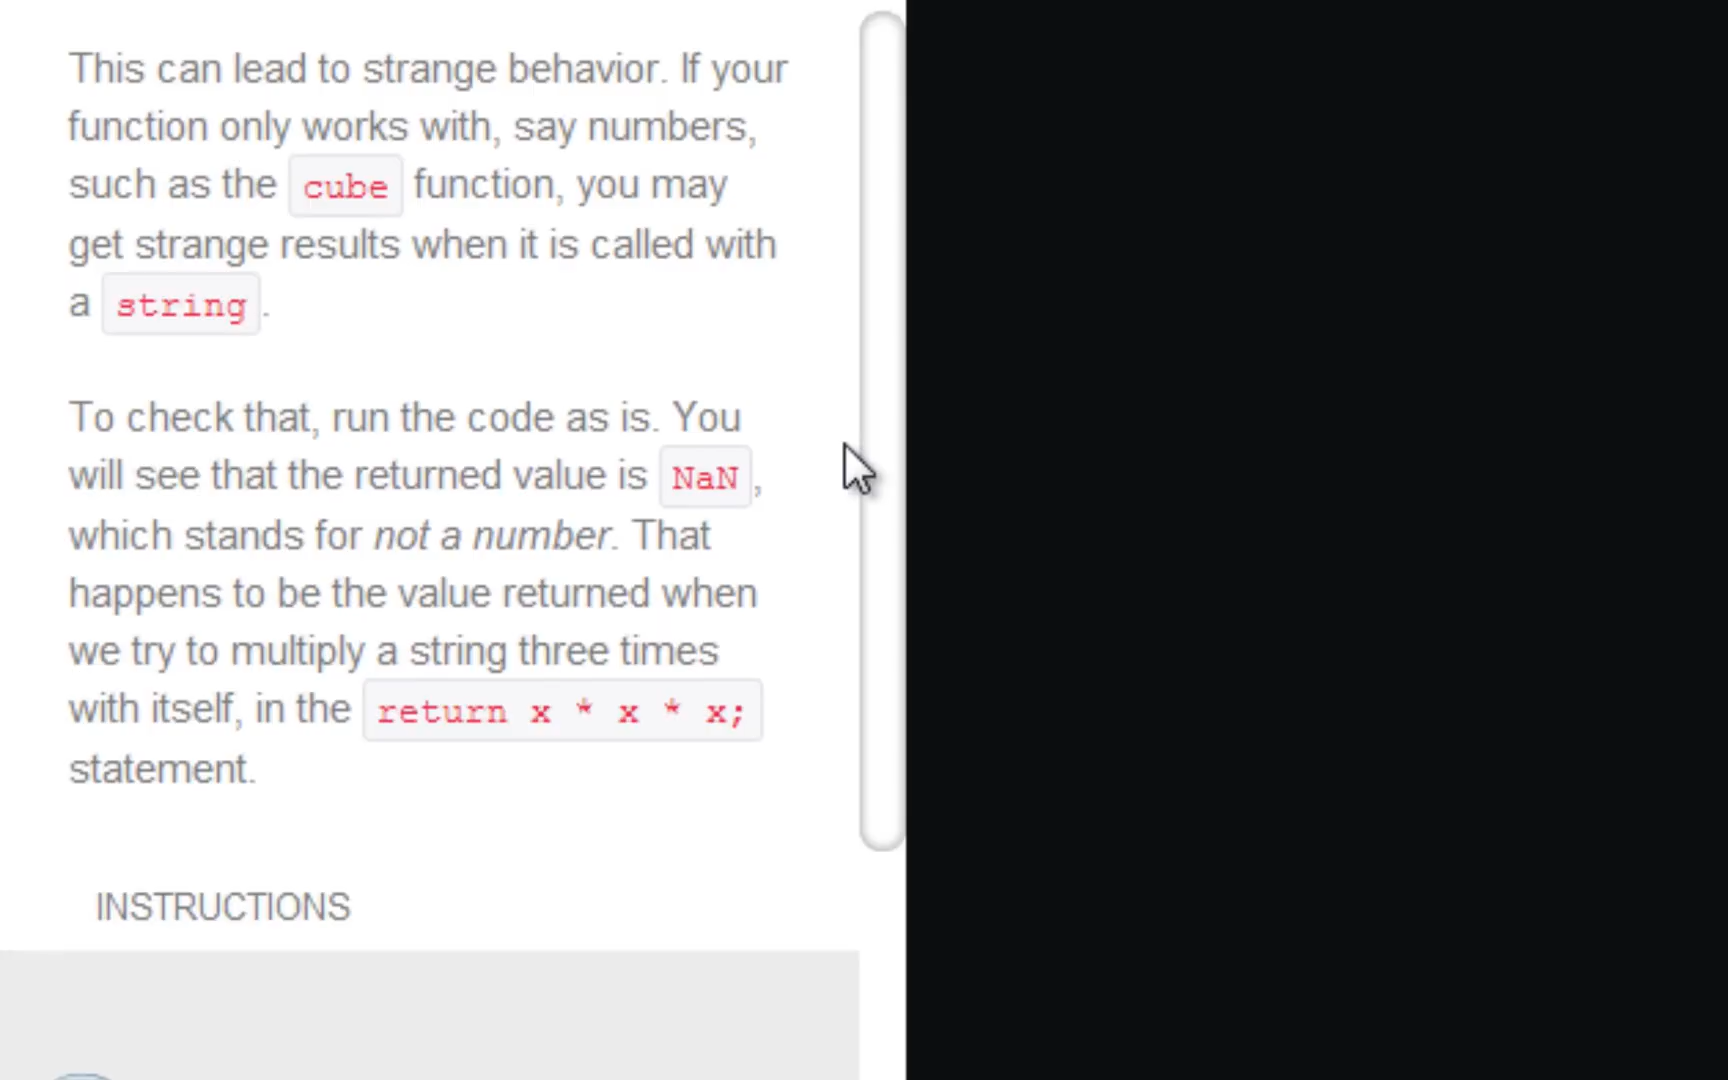 This can lead to strange behavior. If your
function only works with, say numbers,
such as the cube function, you may
get strange results when it is called with
a string.
To check that, run the code as is. You
will see that the returned value is NaN,
which stands for not a number. That
happens to be the value returned when
we try to multiply a string three times
with itself, in the return x * x * x;
statement.
INSTRUCTIONS